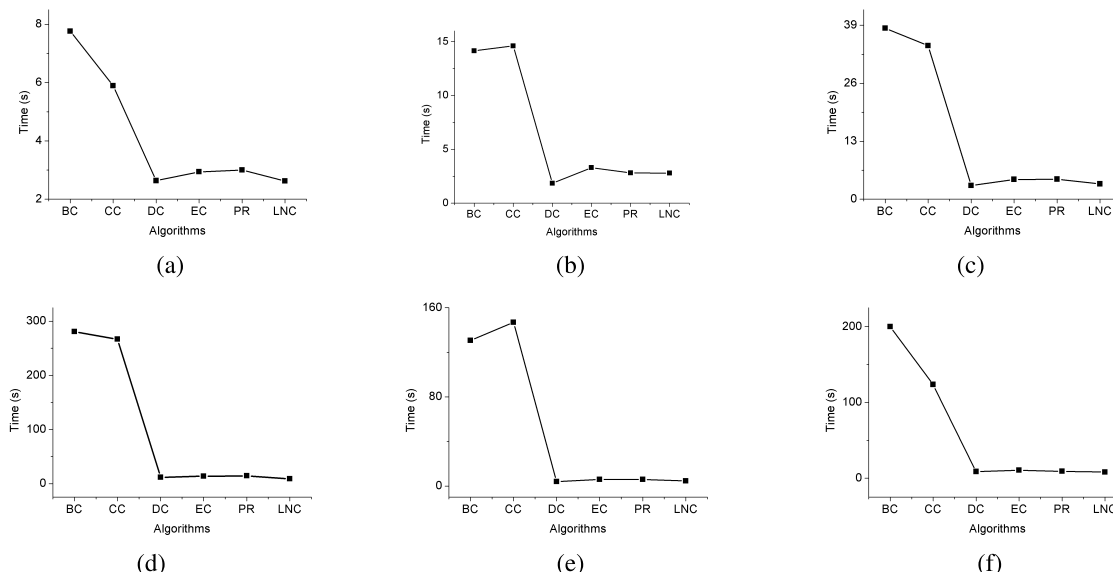 8
6
4
2
Time (s)
BC CC DC EC PR LNC
Algorithms
(a)
15
10
5
0
Time (s)
BC CC DC EC PR LNC
Algorithms
(b)
39
26
13
0
Time (s)
BC CC DC EC PR LNC
Algorithms
(c)
300
200
100
0
Time (s)
BC CC DC EC PR LNC
Algorithms
(d)
160
80
0
Time (s)
BC CC DC EC PR LNC
Algorithms
(e)
200
100
0
Time (s)
BC CC DC EC PR LNC
Algorithms
(f)